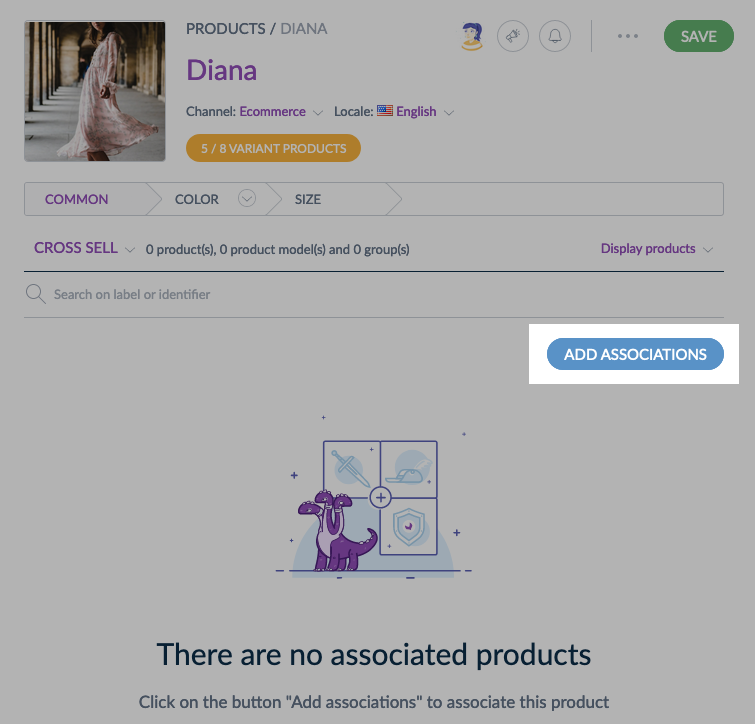 PRODUCTS / DIANA
SAVE
Diana
Channel: Ecommerce Locale: English
5 / 8 VARIANT PRODUCTS
COMMON COLOR SIZE
CROSS SELL 0 product(s), 0 product model(s) and 0 group(s) Display products
Search on label or identifier
ADD ASSOCIATIONS
There are no associated products
Click on the button "Add associations" to associate this product